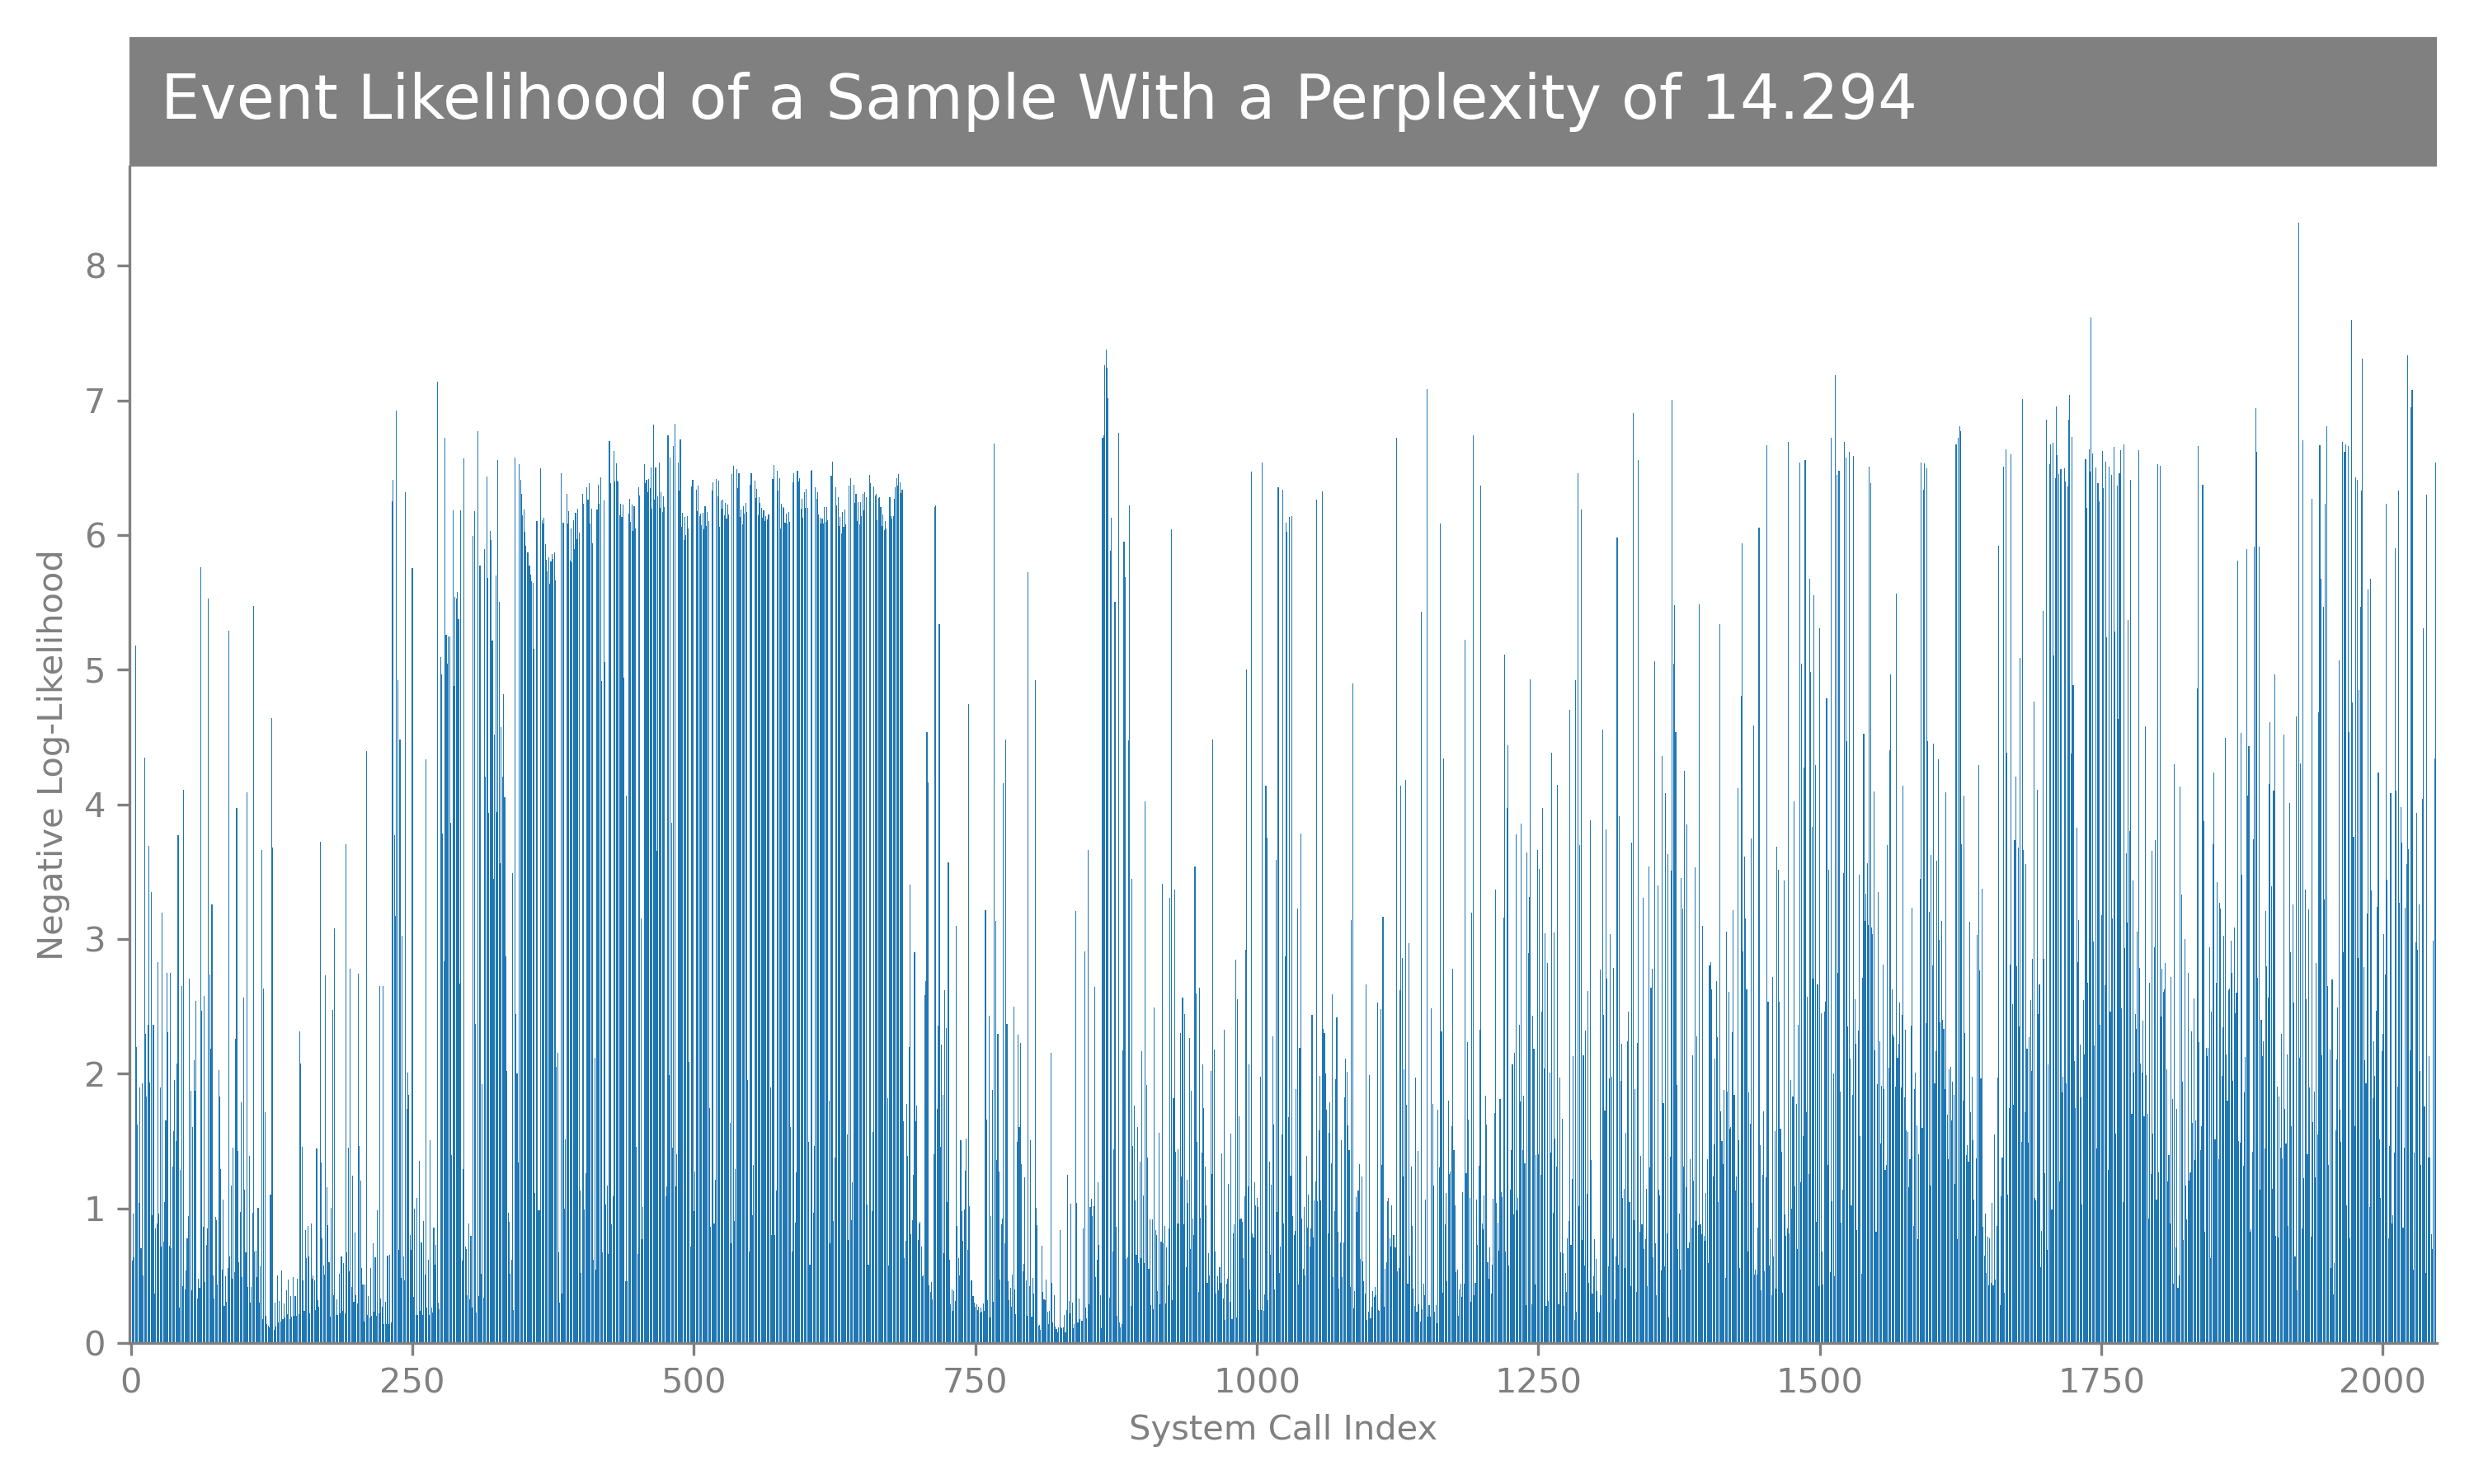 Event Likelihood of a Sample With a Perplexity of 14.294
8
7
6
5
4
3
2
1
0
Negative Log-Likelihood
0 250 500 750 1000 1250 1500 1750 2000
System Call Index